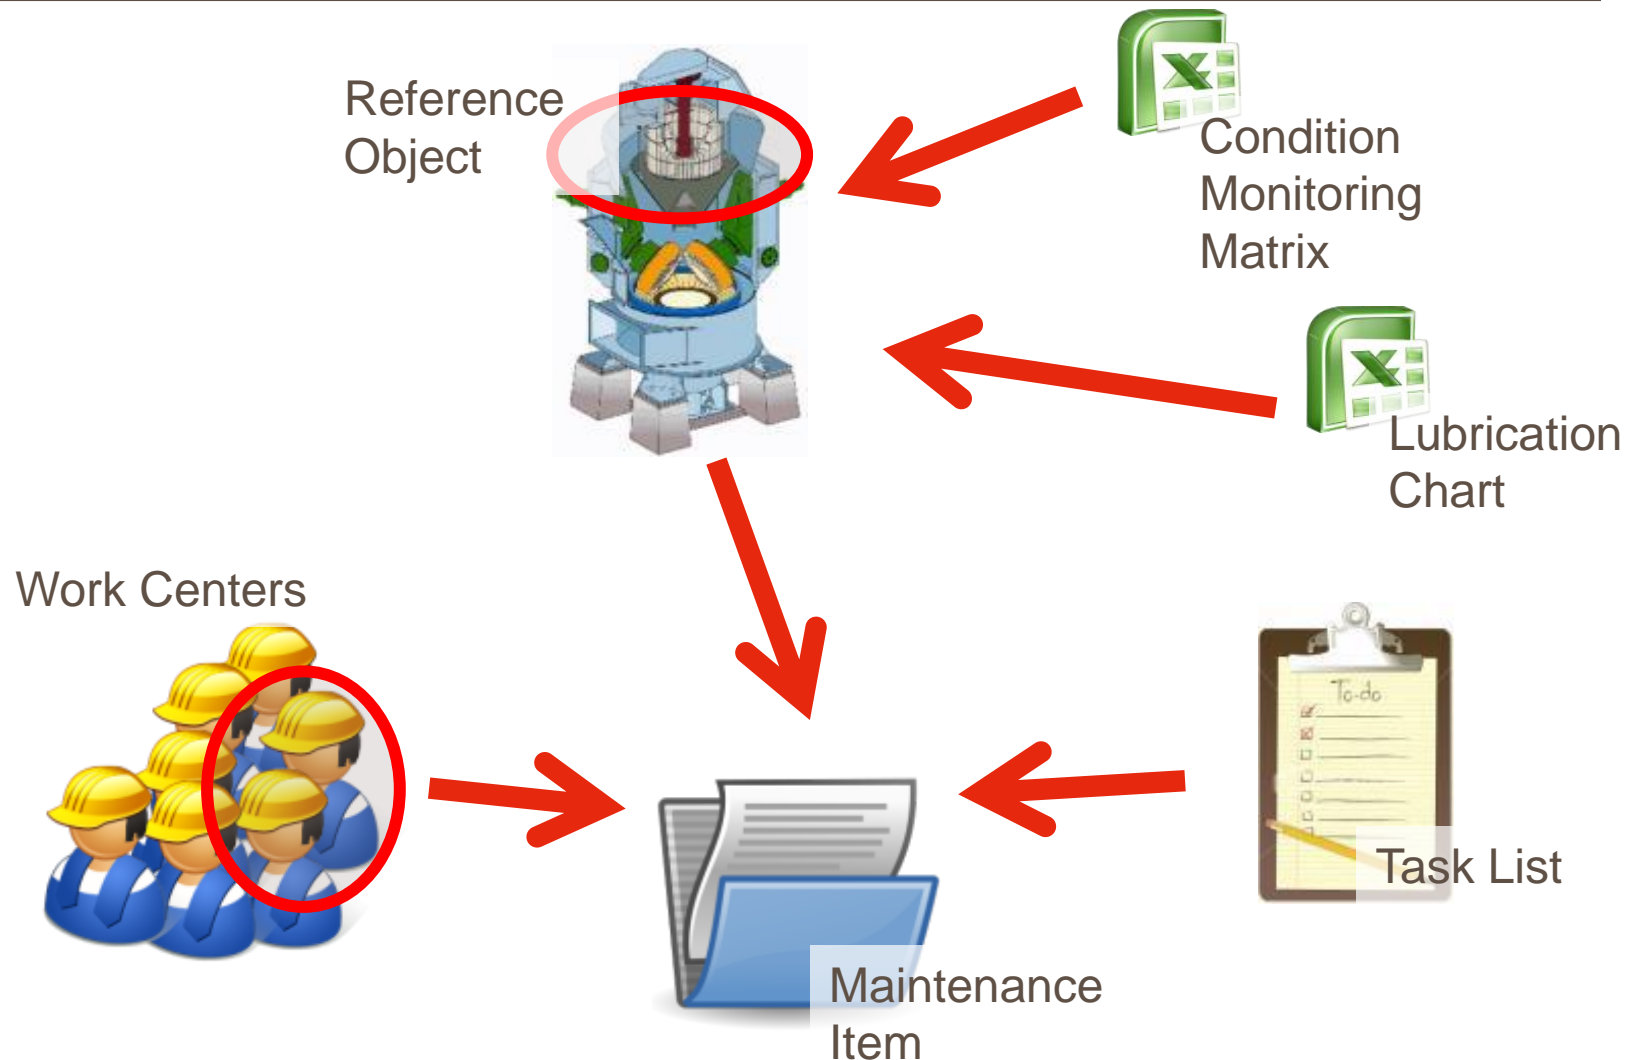 Reference
Object
Condition
Monitoring
Matrix
Lubrication
Chart
Work Centers
To-do
Task List
Maintenance
Item